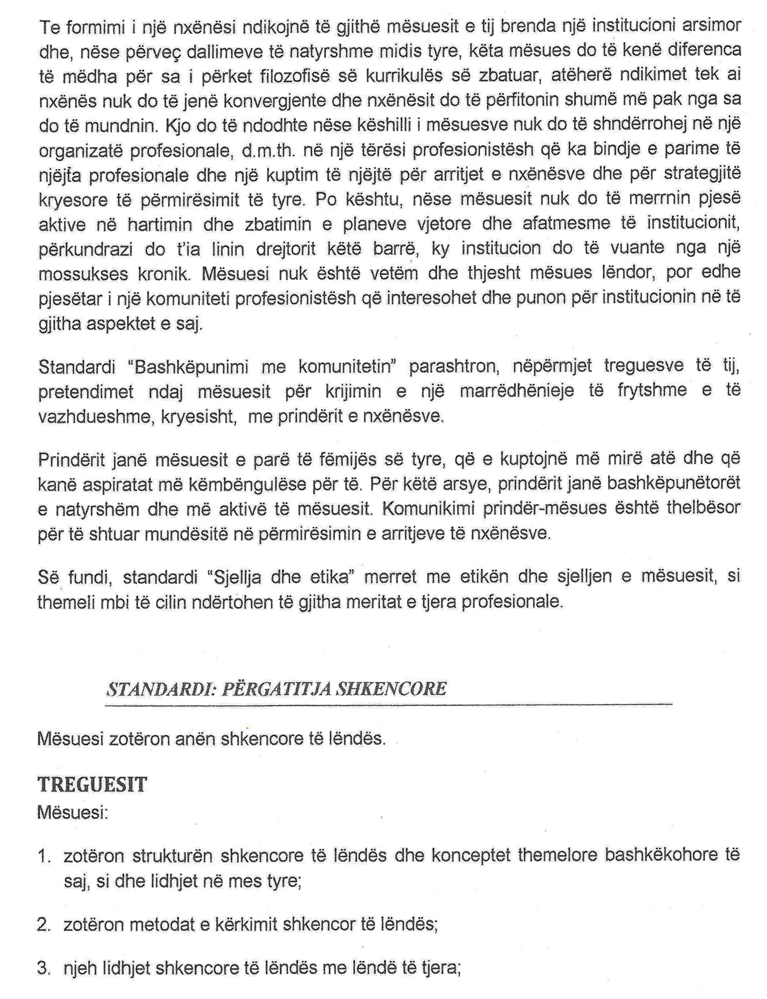 Te formimi i një nxënësi ndikojnë të gjithë mësuesit e tij brenda një institucioni arsimor
dhe, nëse përveç dallimeve të natyrshme midis tyre, këta mësues do të kenë diferenca
të mëdha për sa i përket filozofisë së kurrikulës së zbatuar, atëherë ndikimet tek ai
nxënës nuk do të jenë konvergjente dhe nxënësit do të përfitonin shumë më pak nga sa
do të mundnin. Kjo do të ndodhte nëse këshilli i mësuesve nuk do të shndërrohej në një
organizatë profesionale, d.m.th. në një tërësi profesionistësh që ka bindje e parime të
njëjta profesionale dhe një kuptim të njëjtë për arritjet e nxënësve dhe për strategjitë
kryesore të përmirësimit të tyre. Po kështu, nëse mësuesit nuk do të merrnin pjesë
aktive në hartimin dhe zbatimin e planeve vjetore dhe afatmesme të institucionit,
përkundrazi do t'ia linin drejtorit këtë barrë, ky institucion do të vuante nga një
mossukses kronik. Mësuesi nuk është vetëm dhe thjesht mësues lëndor, por edhe
pjesëtar i një komuniteti profesionistësh që interesohet dhe punon për institucionin në të
gjitha aspektet e saj.
Standardi “Bashkëpunimi me komunitetin” parashtron, nëpërmjet treguesve të tij,
pretendimet ndaj mësuesit për krijimin e një marrëdhënieje të frytshme e të
vazhdueshme, kryesisht, me prindërit e nxënësve.
Prindërit janë mësuesit e parë të fëmijës së tyre, që e kuptojnë më mirë atë dhe që
kanë aspiratat më këmbëngulëse për të. Për këtë arsye, prindërit janë bashkëpunëtorët
e natyrshëm dhe më aktivë të mësuesit. Komunikimi prindër-mësues është thelbësor
për të shtuar mundësitë në përmirësimin e arritjeve të nxënësve.
Së fundi, standardi “Sjellja dhe etika” merret me etikën dhe sjelljen e mësuesit, si
themeli mbi të cilin ndërtohen të gjitha meritat e tjera profesionale.
STANDARDI: PËRGATITJA SHKENCORE
Mësuesi zotëron anën shkencore të lëndës.
TREGUESIT
Mësuesi:
1. zotëron strukturën shkencore të lëndës dhe konceptet themelore bashkëkohore të
saj, si dhe lidhjet në mes tyre;
2. zotëron metodat e kërkimit shkencor të lëndës;
3. njeh lidhjet shkencore të lëndës me lëndë të tjera;